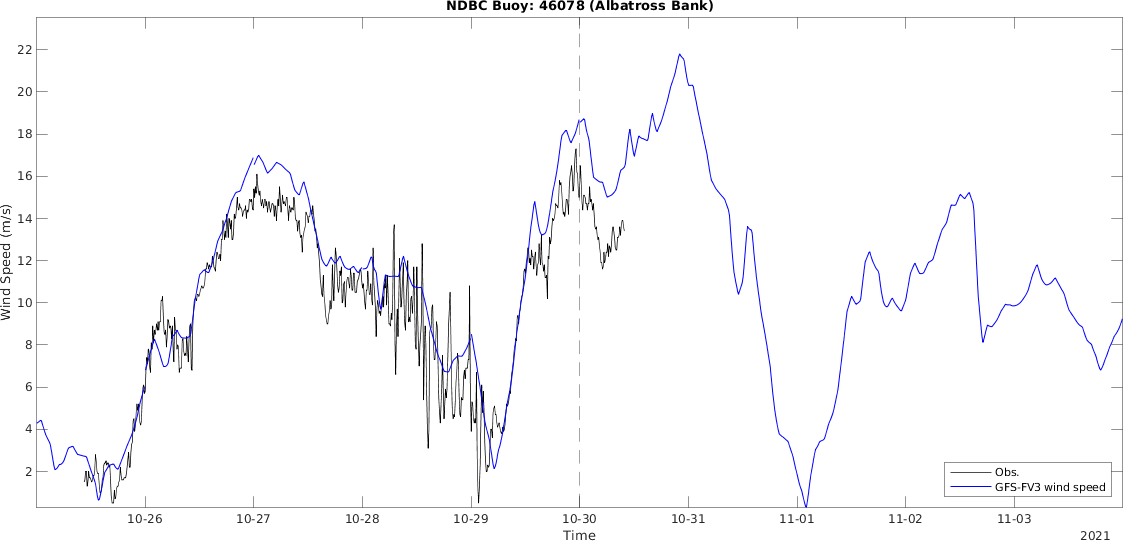 NDBC Buoy: 46078 (Albatross Bank)
22
20
18
16
14
12
10
8
6
4
2
Wind Speed (m/s)
Obs.
GFS-FV3 wind speed
10-26 10-27 10-28 10-29 10-30 10-31 11-01 11-02 11-03
Time
2021